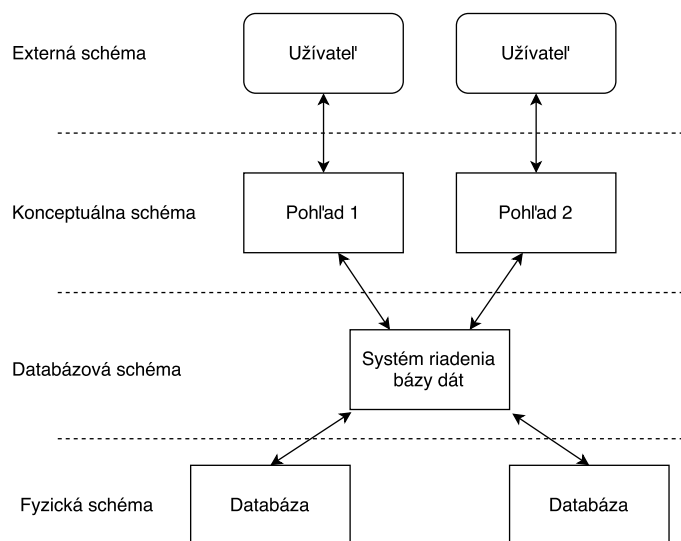 Externá schéma
Užívateľ
Užívateľ
Konceptuálna schéma
Pohľad 1
Pohľad 2
Databázová schéma
Systém riadenia
bázy dát
Fyzická schéma
Databáza
Databáza